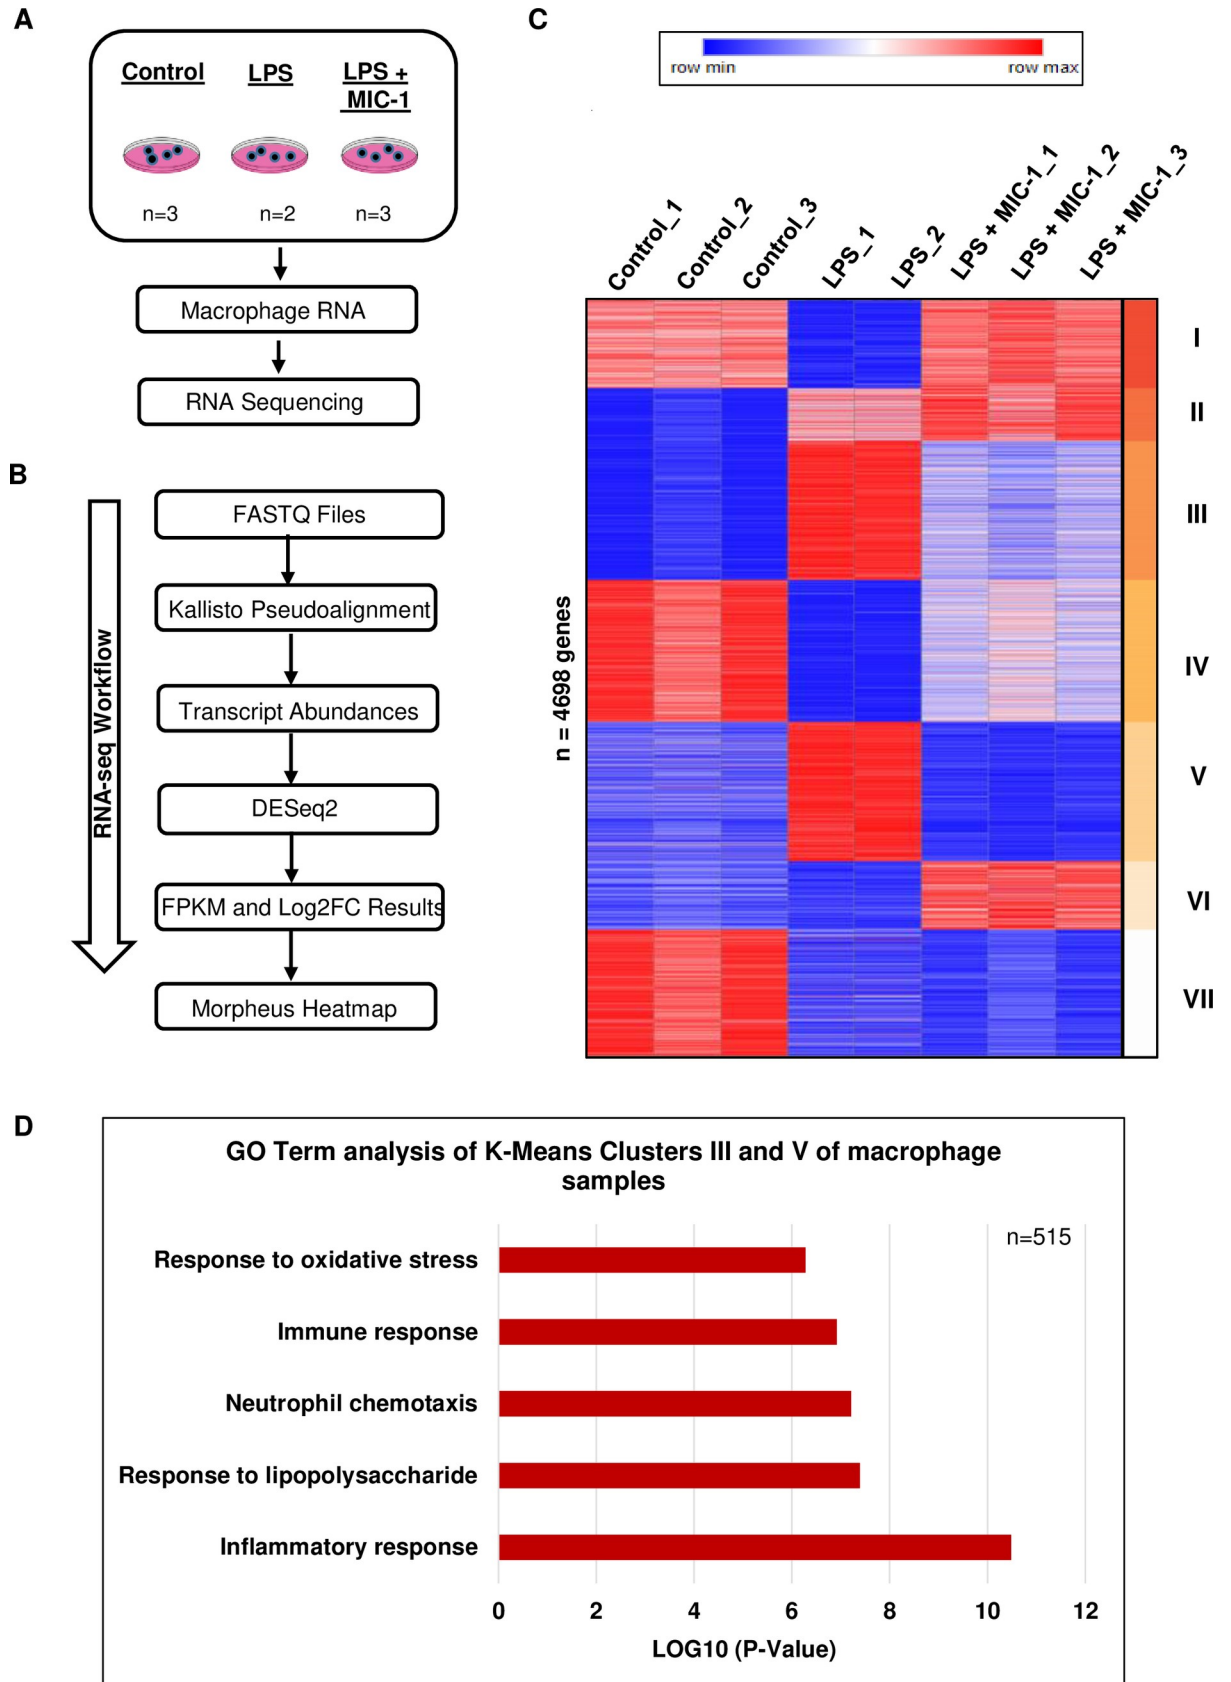 A
Control
LPS
LPS +
MIC-1
n=3
n=2
n=3
Macrophage RNA
RNA Sequencing
B
RNA-seq Workflow
FASTQ Files
Kallisto Pseudoalignment
Transcript Abundances
DESeq2
FPKM and Log2FC Results
Morpheus Heatmap
C
row min
row max
Control_1
Control_2
Control_3
LPS_1
LPS_2
LPS + MIC-1_1
LPS + MIC-1_2
LPS + MIC-1_3
n = 4698 genes
I
II
III
IV
V
VI
VII
D
GO Term analysis of K-Means Clusters III and V of macrophage
samples
n=515
Response to oxidative stress
Immune response
Neutrophil chemotaxis
Response to lipopolysaccharide
Inflammatory response
0 2 4 6 8 10 12
LOG10 (P-Value)